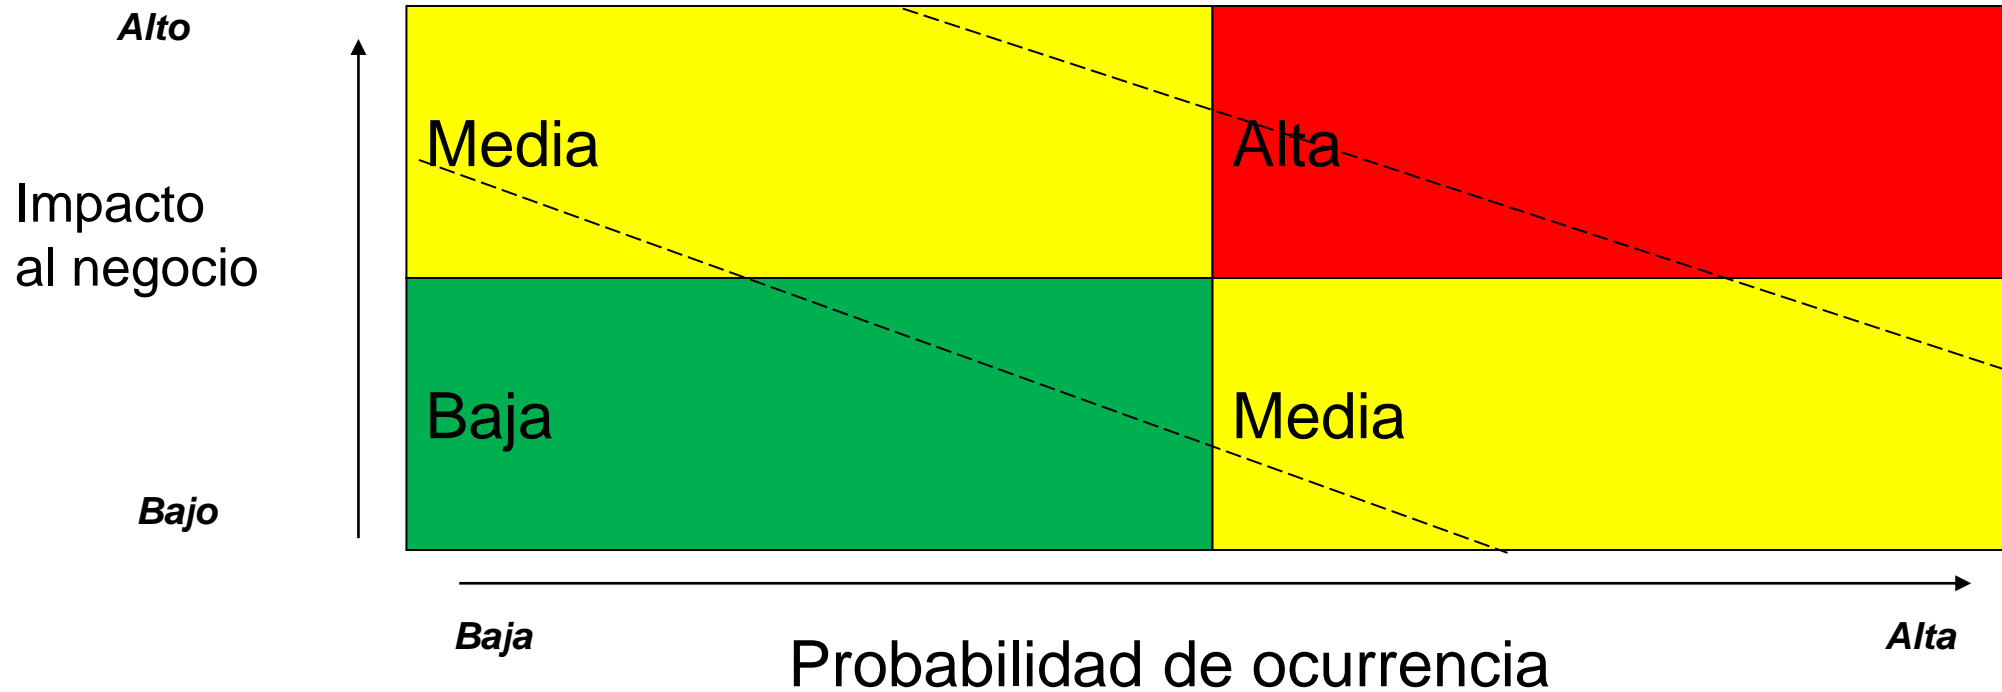 Alto
Media
Alta
Impacto
al negocio
Baja
Media
Bajo
Baja
Alta
Probabilidad de ocurrencia